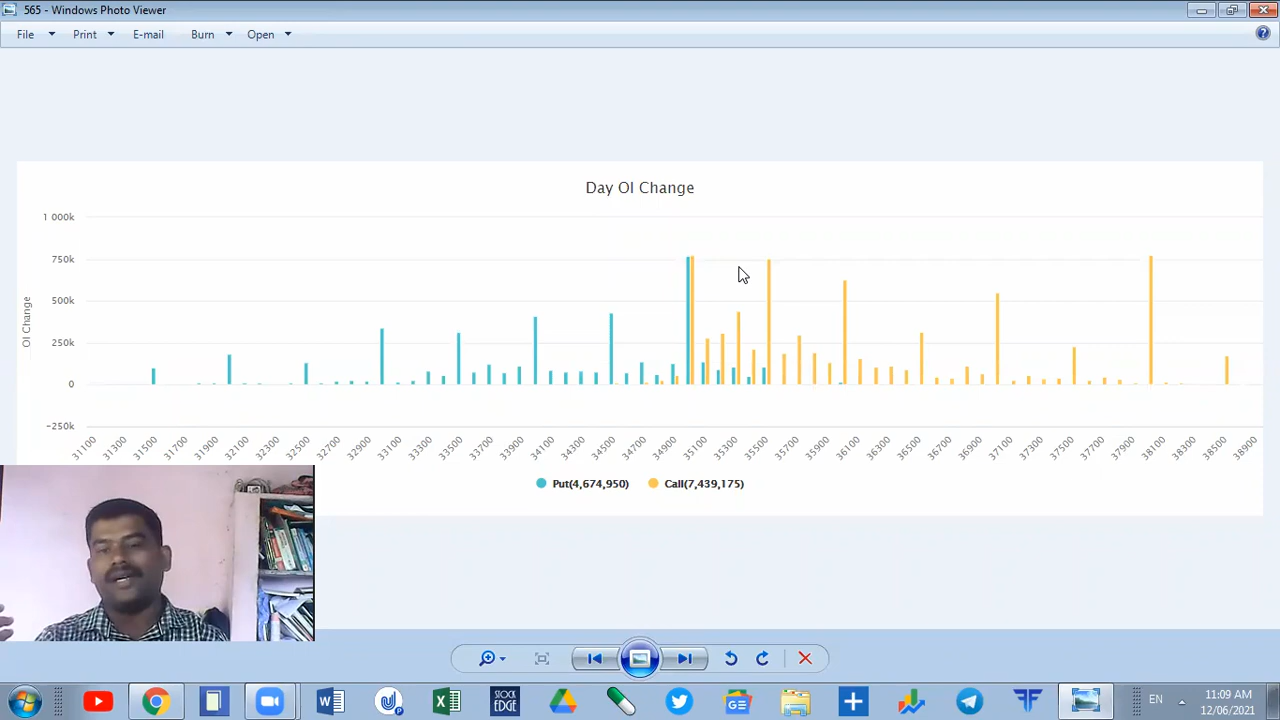 565 - Windows Photo Viewer
File Print E-mail Burn Open
Day OI Change
1 000k
750k
500k
250k
0
-250k
OI Change
31100 31300 31500 31700 31900 32100 32300 32500 32700 32900 33100 33300 33500 33700 33900 34100 34300 34500 34700 34900 35100 35300 35500 35700 35900 36100 36300 36500 36700 36900 37100 37300 37500 37700 37900 38100 38300 38500 38900
Put(4,674,950) Call(7,439,175)
STOCK
EDGE
EN
11:09 AM
12/06/2021